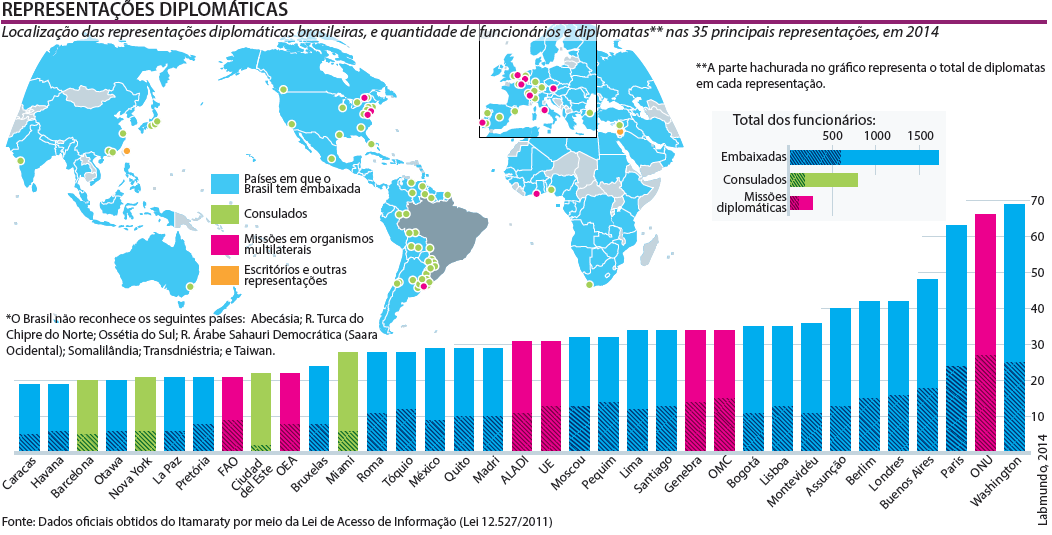 REPRESENTAÇÕES DIPLOMÁTICAS
Localização das representações diplomáticas brasileiras, e quantidade de funcionários e diplomatas** nas 35 principais representações, em 2014
**A parte hachurada no gráfico representa o total de diplomatas
em cada representação.
Total dos funcionários:
500 1000 1500
Embaixadas
Consulados
Missões
diplomáticas
Países em que o
Brasil tem embaixada
Consulados
Missões em organismos
multilaterais
Escritórios e outras
representações
*O Brasil não reconhece os seguintes países: Abecásia; R. Turca do
Chipre do Norte; Ossétia do Sul; R. Árabe Sahauri Democrática (Saara
Ocidental); Somalilândia; Transdniéstria; e Taiwan.
70
60
50
40
30
20
10
0
Caracas
Havana
Barcelona
Otawa
Nova York
La Paz
Pretória
FAO
Ciudad
del Este
OEA
Bruxelas
Miami
Roma
Tóquio
México
Quito
Madri
ALADI
UE
Moscou
Pequim
Lima
Santiago
Genebra
OMC
Bogotá
Lisboa
Montevidéu
Assunção
Berlim
Londres
Buenos Aires
Paris
ONU
Washington
Labmundo, 2014
Fonte: Dados oficiais obtidos do Itamaraty por meio da Lei de Acesso de Informação (Lei 12.527/2011)